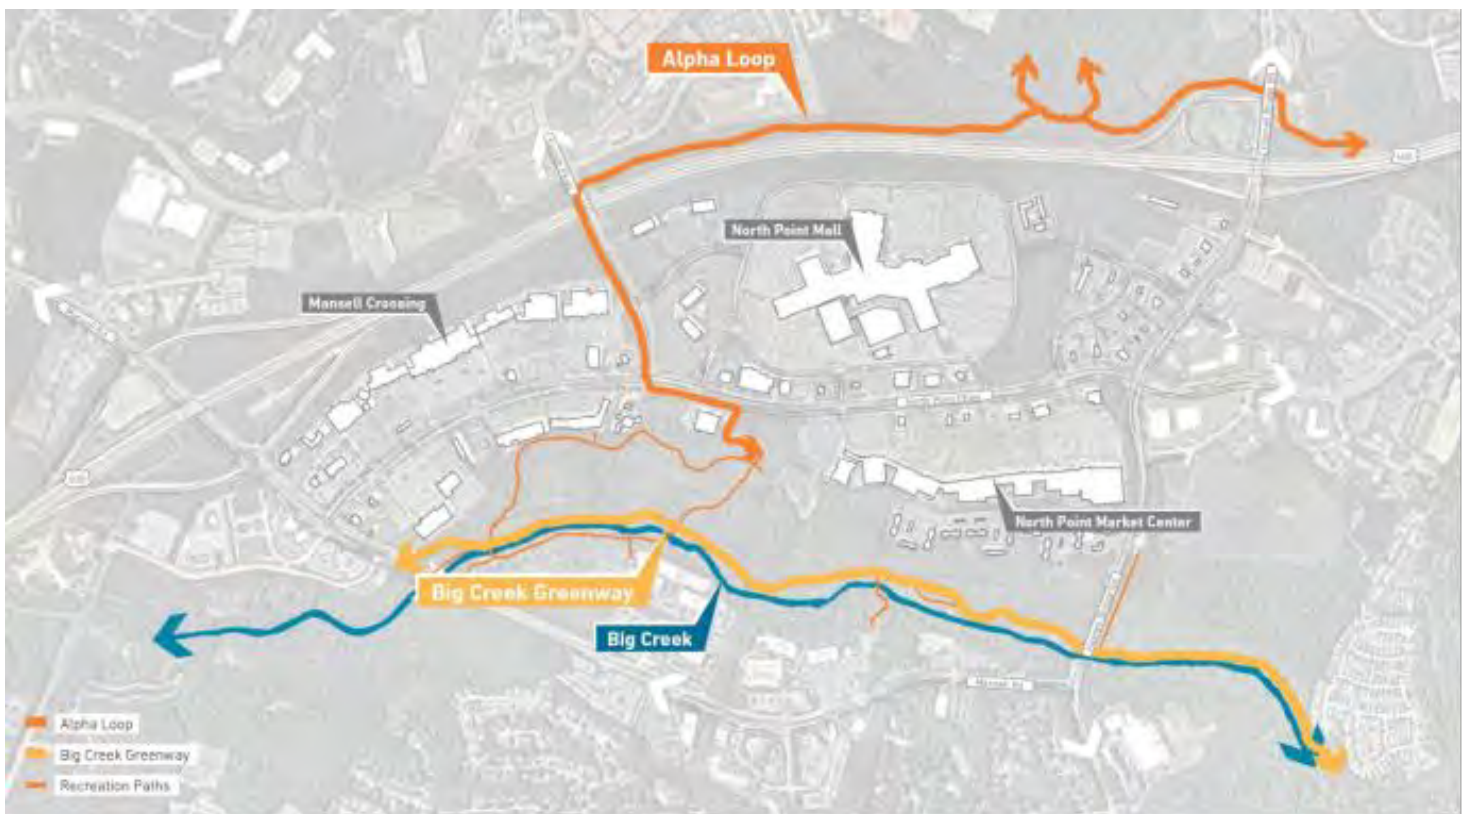 Alpha Loop
North Point Mall
Mansell Crossing
North Point Market Center
Big Creek Greenway
Big Creek
Alpha Loop
Big Creek Greenway
Recreation Paths